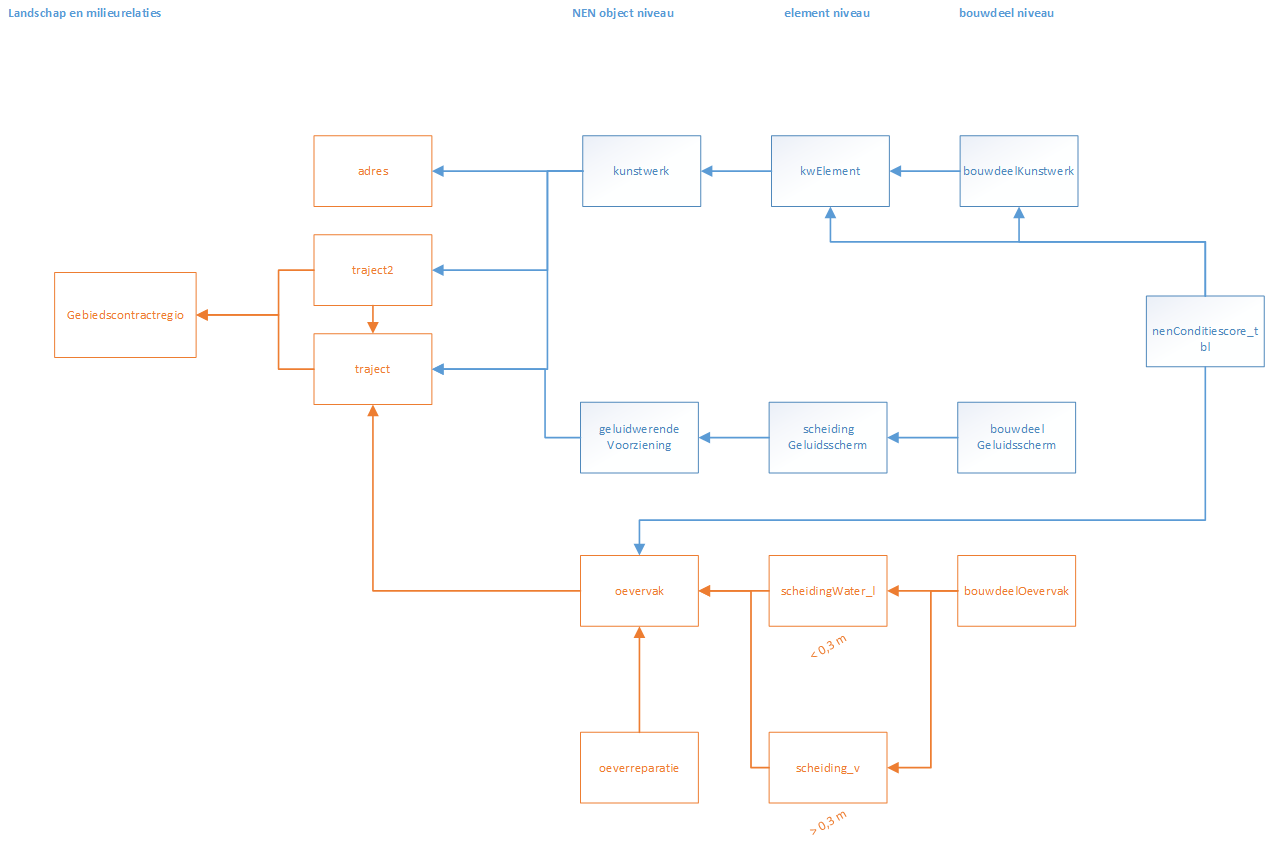 Landschap en milieurelaties
NEN object niveau
element niveau
bouwdeel niveau
adres
kunstwerk
kwElement
bouwdeelKunstwerk
traject2
Gebiedscontractregio
nenConditiescore_t
bl
traject
geluidwerende
Voorziening
scheiding
Geluidsscherm
bouwdeel
Geluidsscherm
oevervak
scheidingWater_l
bouwdeelOevervak
< 0,3 m
oeverreparatie
scheiding_v
> 0,3 m